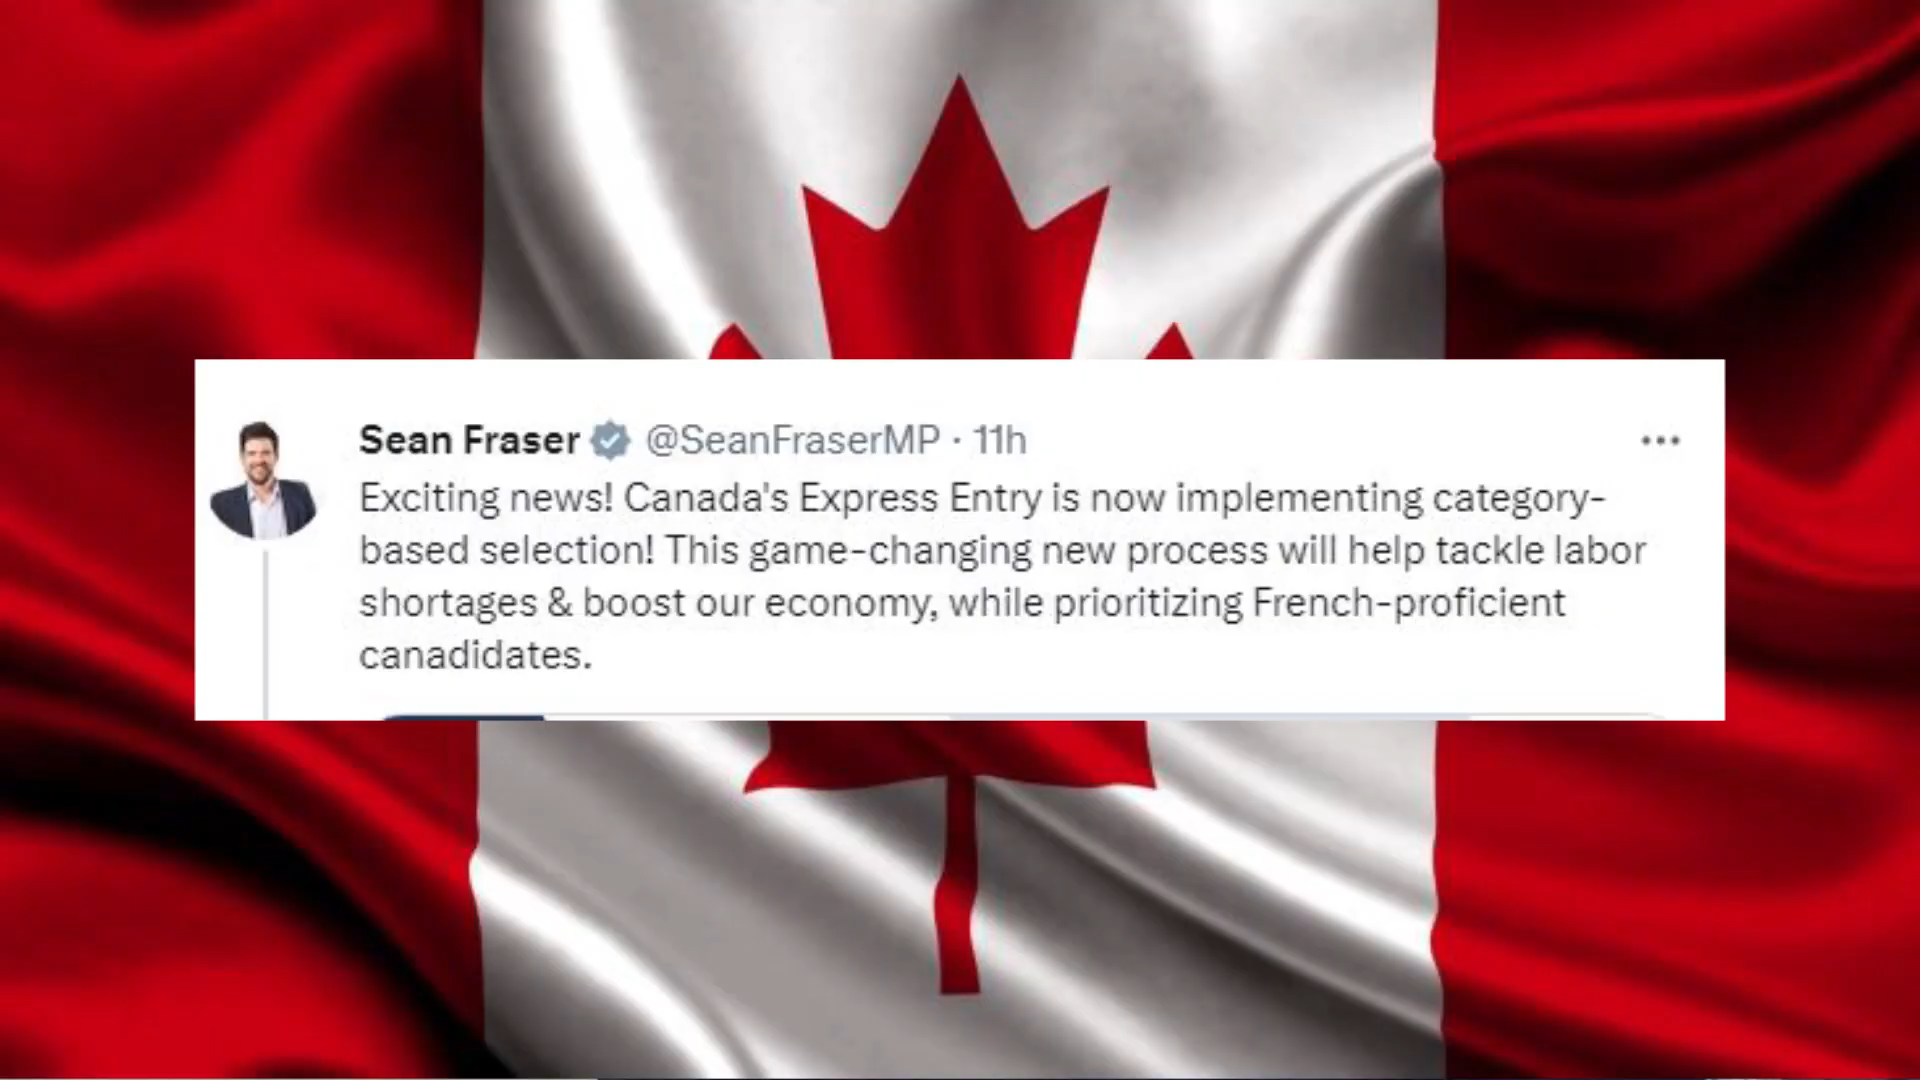 Sean Fraser @SeanFraserMP · 11h
Exciting news! Canada's Express Entry is now implementing category-
based selection! This game-changing new process will help tackle labor
shortages & boost our economy, while prioritizing French-proficient
canadidates.